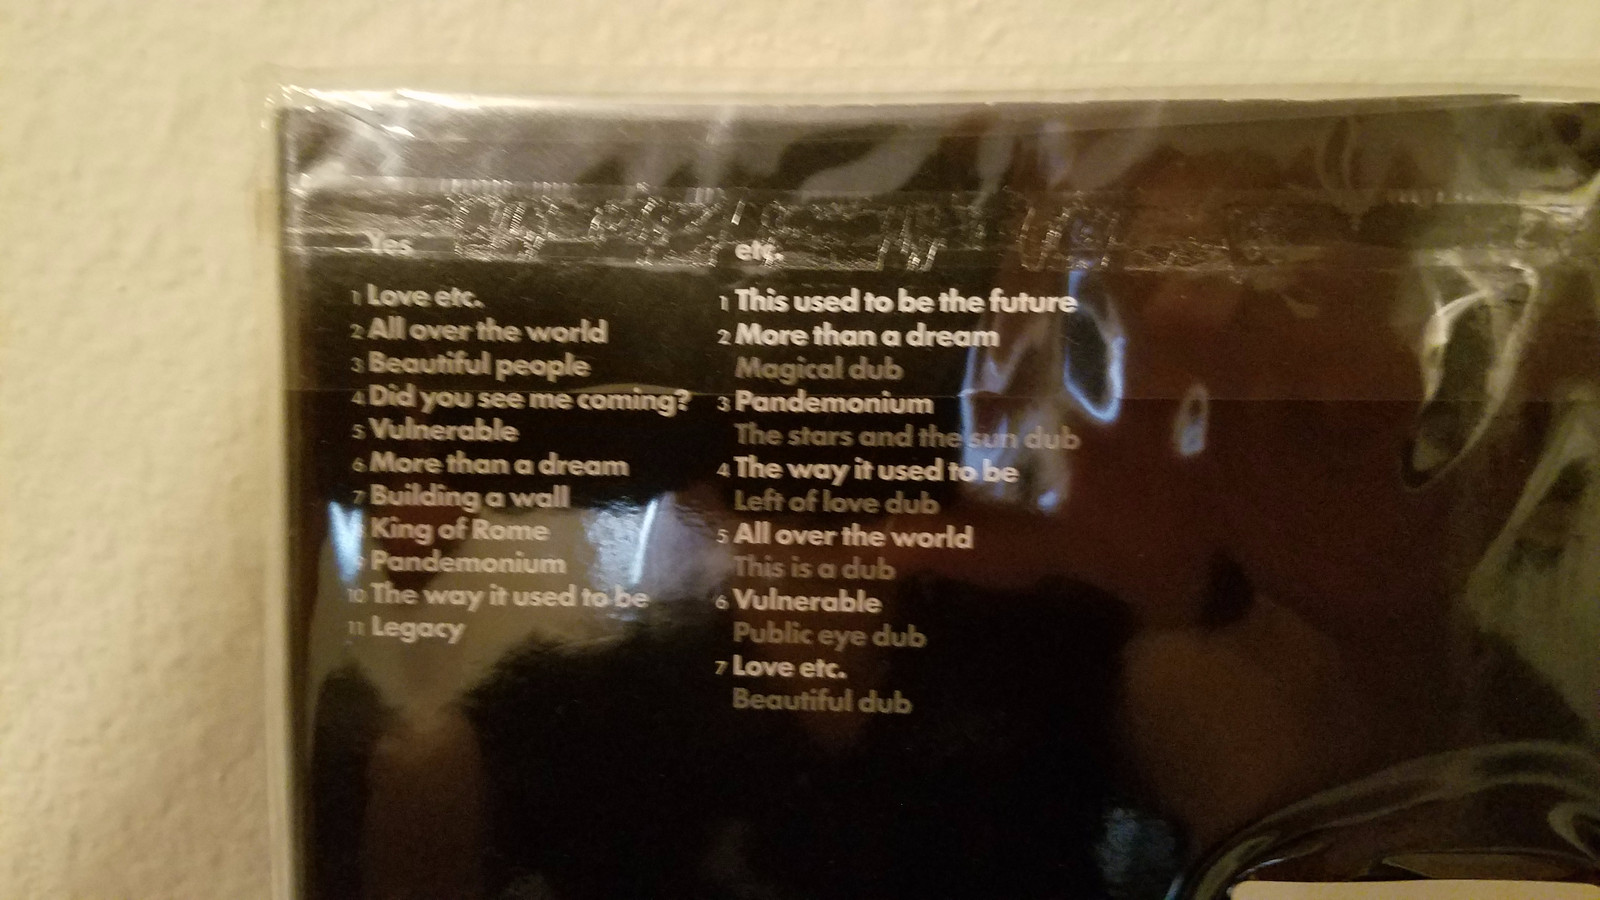 Yes
1 Love etc.
2 All over the world
3 Beautiful people
4 Did you see me coming?
5 Vulnerable
6 More than a dream
7 Building a wall
King of Rome
9 Pandemonium
10 The way it used to be
11 Legacy
etc.
1 This used to be the future
2 More than a dream
Magical dub
3 Pandemonium
The stars and the sun dub
4 The way it used to be
Left of love dub
5 All over the world
This is a dub
6 Vulnerable
Public eye dub
7 Love etc.
Beautiful dub